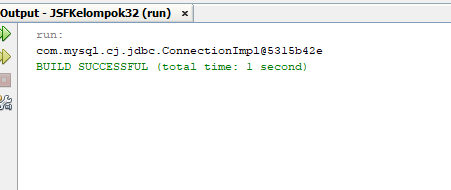 Output - JSFKelompok32 (run)
run:
com.mysql.cj.jdbc.ConnectionImpl@5315b42e
BUILD SUCCESSFUL (total time: 1 second)